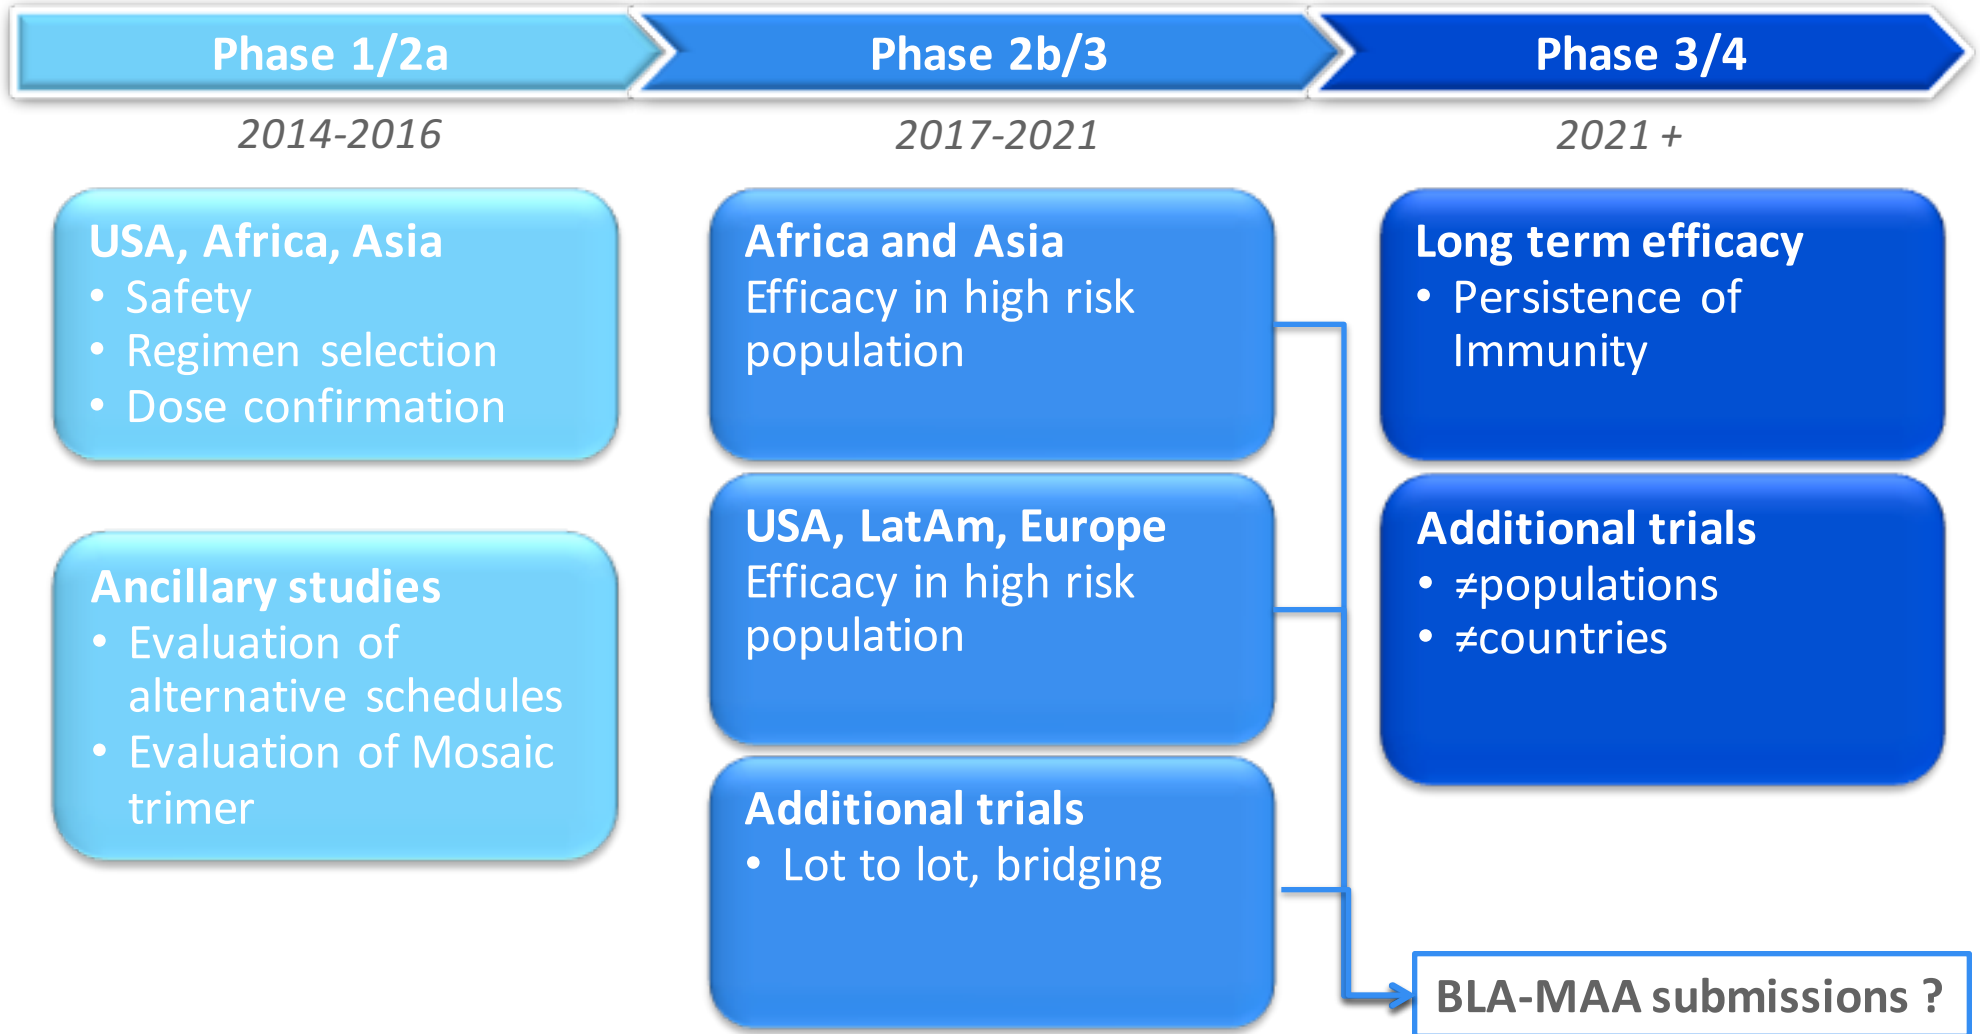 Phase 1/2a
Phase 2b/3
Phase 3/4
2014-2016
2017-2021
2021 +
USA, Africa, Asia
• Safety
• Regimen selection
• Dose confirmation
Ancillary studies
• Evaluation of
alternative schedules
• Evaluation of Mosaic
trimer
Africa and Asia
Efficacy in high risk
population
USA, LatAm, Europe
Efficacy in high risk
population
Additional trials
• Lot to lot, bridging
Long term efficacy
• Persistence of
Immunity
Additional trials
• ≠populations
• ≠countries
BLA-MAA submissions ?